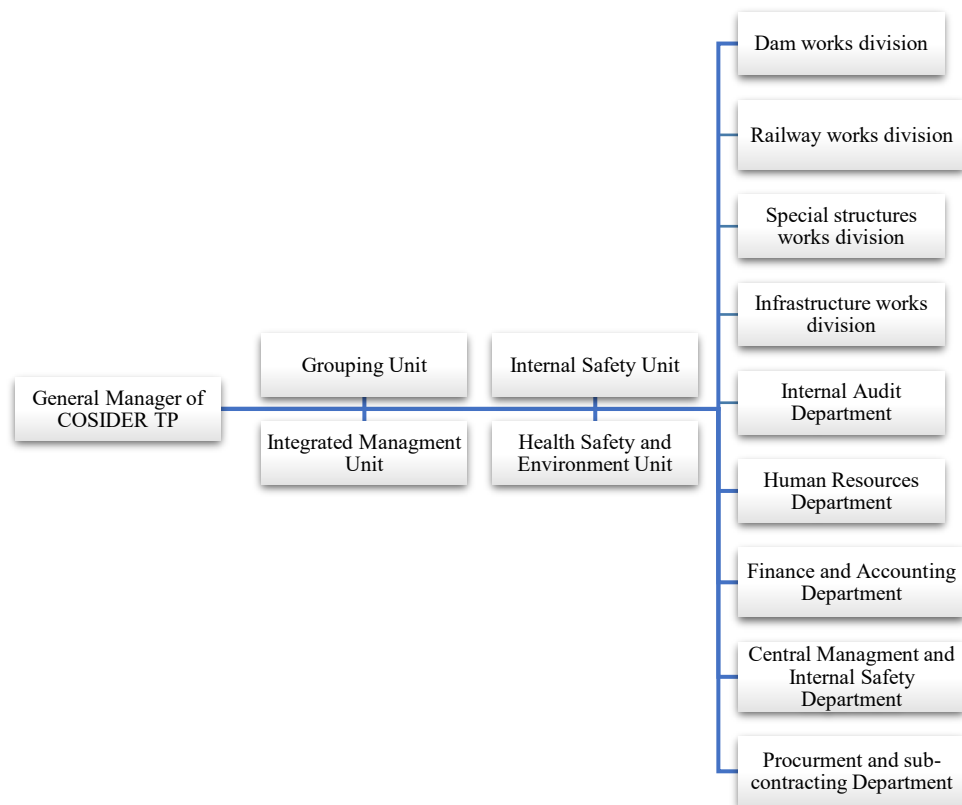 General Manager of
COSIDER TP
Grouping Unit
Integrated Managment
Unit
Internal Safety Unit
Health Safety and
Environment Unit
Dam works division
Railway works division
Special structures
works division
Infrastructure works
division
Internal Audit
Department
Human Resources
Department
Finance and Accounting
Department
Central Managment and
Internal Safety
Department
Procurment and sub-
contracting Department